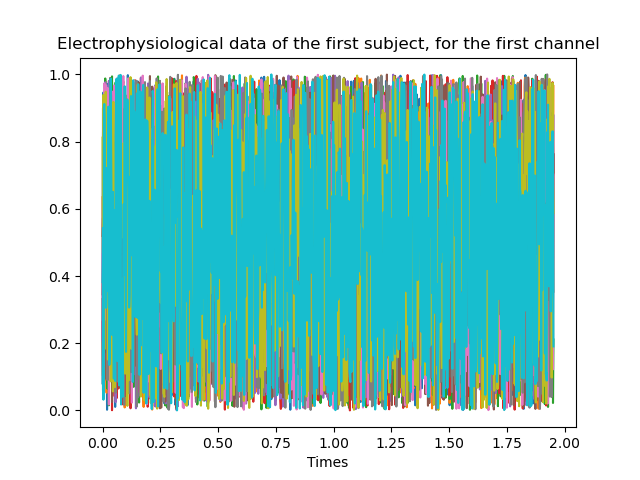 Electrophysiological data of the first subject, for the first channel
1.0
0.8
0.6
0.4
0.2
0.0
0.00 0.25 0.50 0.75 1.00 1.25 1.50 1.75 2.00
Times